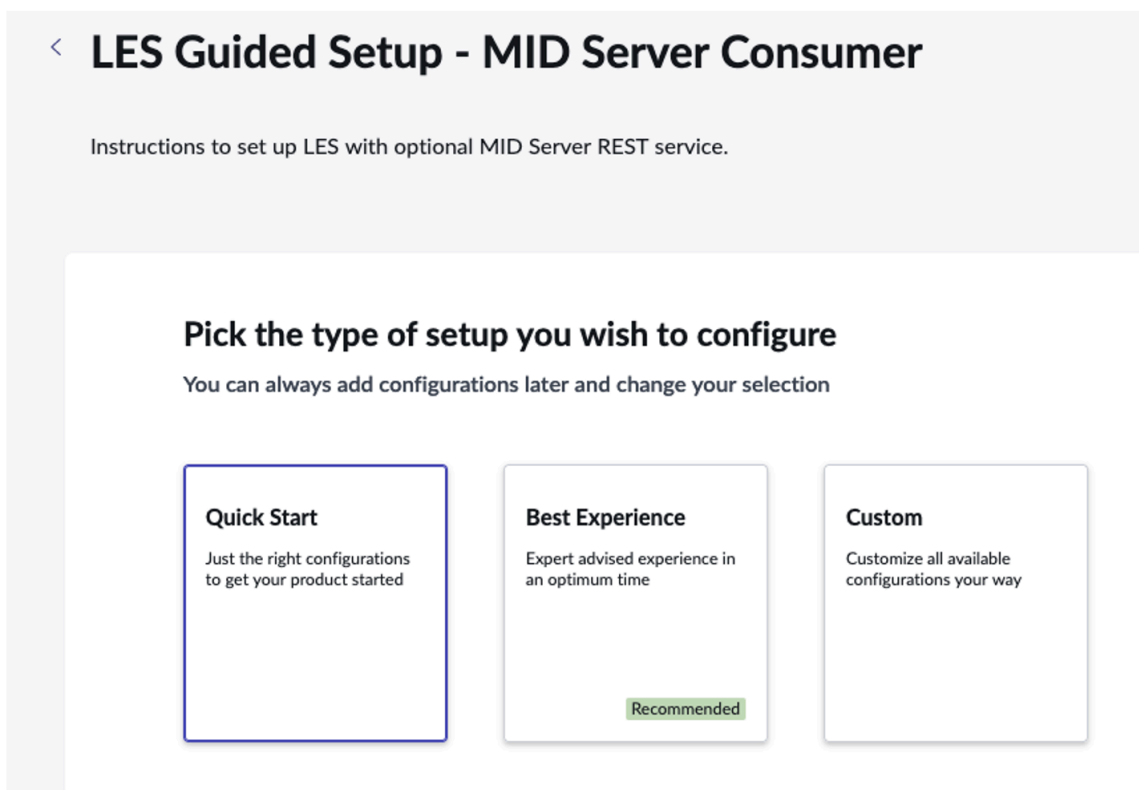 LES Guided Setup - MID Server Consumer
Instructions to set up LES with optional MID Server REST service.
Pick the type of setup you wish to configure
You can always add configurations later and change your selection
Quick Start
Just the right configurations
to get your product started
Best Experience
Expert advised experience in
an optimum time
Recommended
Custom
Customize all available
configurations your way